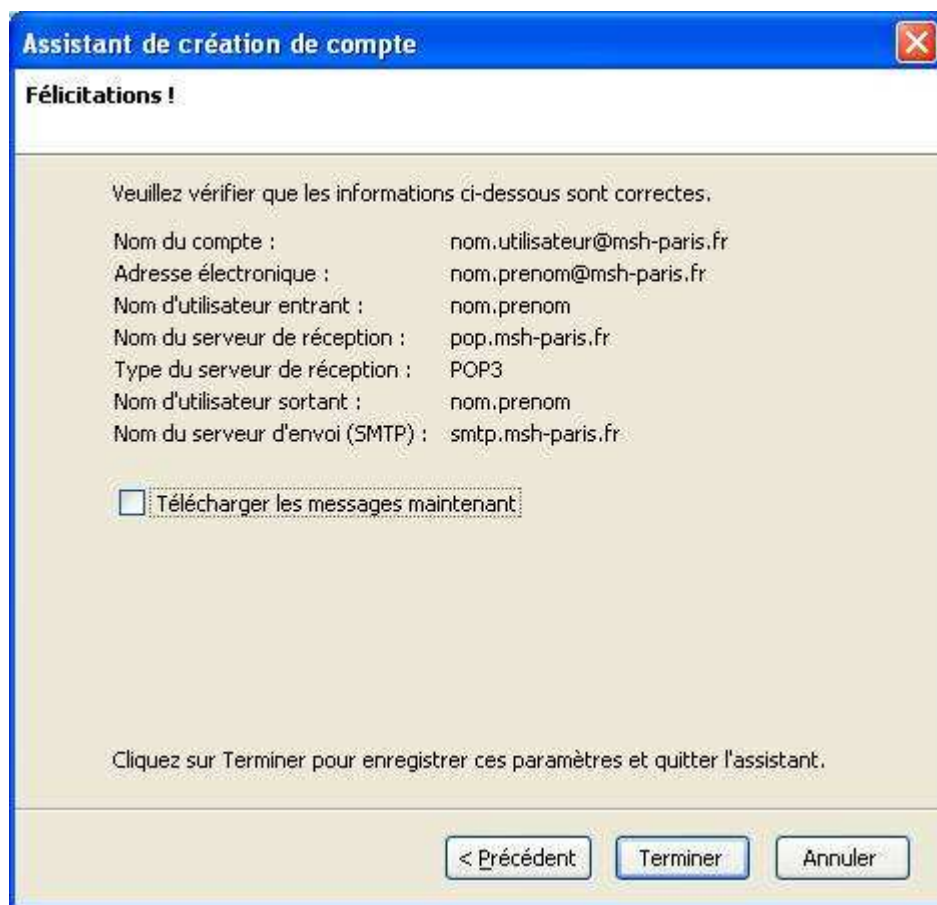 Assistant de création de compte
Félicitations !
Veuillez vérifier que les informations ci-dessous sont correctes.
Nom du compte : nom.utilisateur@msh-paris.fr
Adresse électronique : nom.prenom@msh-paris.fr
Nom d'utilisateur entrant : nom.prenom
Nom du serveur de réception : pop.msh-paris.fr
Type du serveur de réception : POP3
Nom d'utilisateur sortant : nom.prenom
Nom du serveur d'envoi (SMTP) : smtp.msh-paris.fr
Télécharger les messages maintenant
Cliquez sur Terminer pour enregistrer ces paramètres et quitter l'assistant.
< Précédent Terminer Annuler